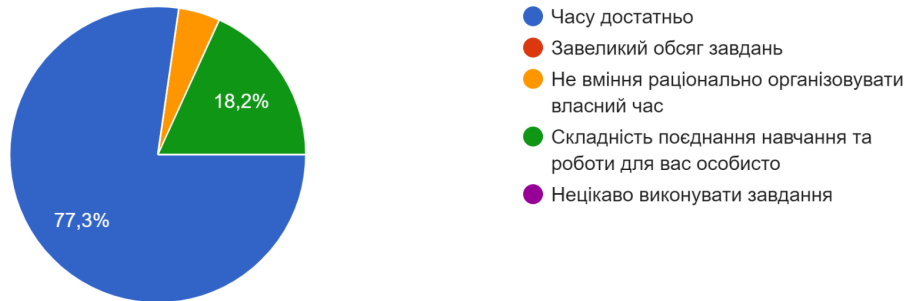 18,2%
77,3%
Часу достатньо
Завеликий обсяг завдань
Не вміння раціонально організовувати
власний час
Складність поєднання навчання та
роботи для вас особисто
Нецікаво виконувати завдання